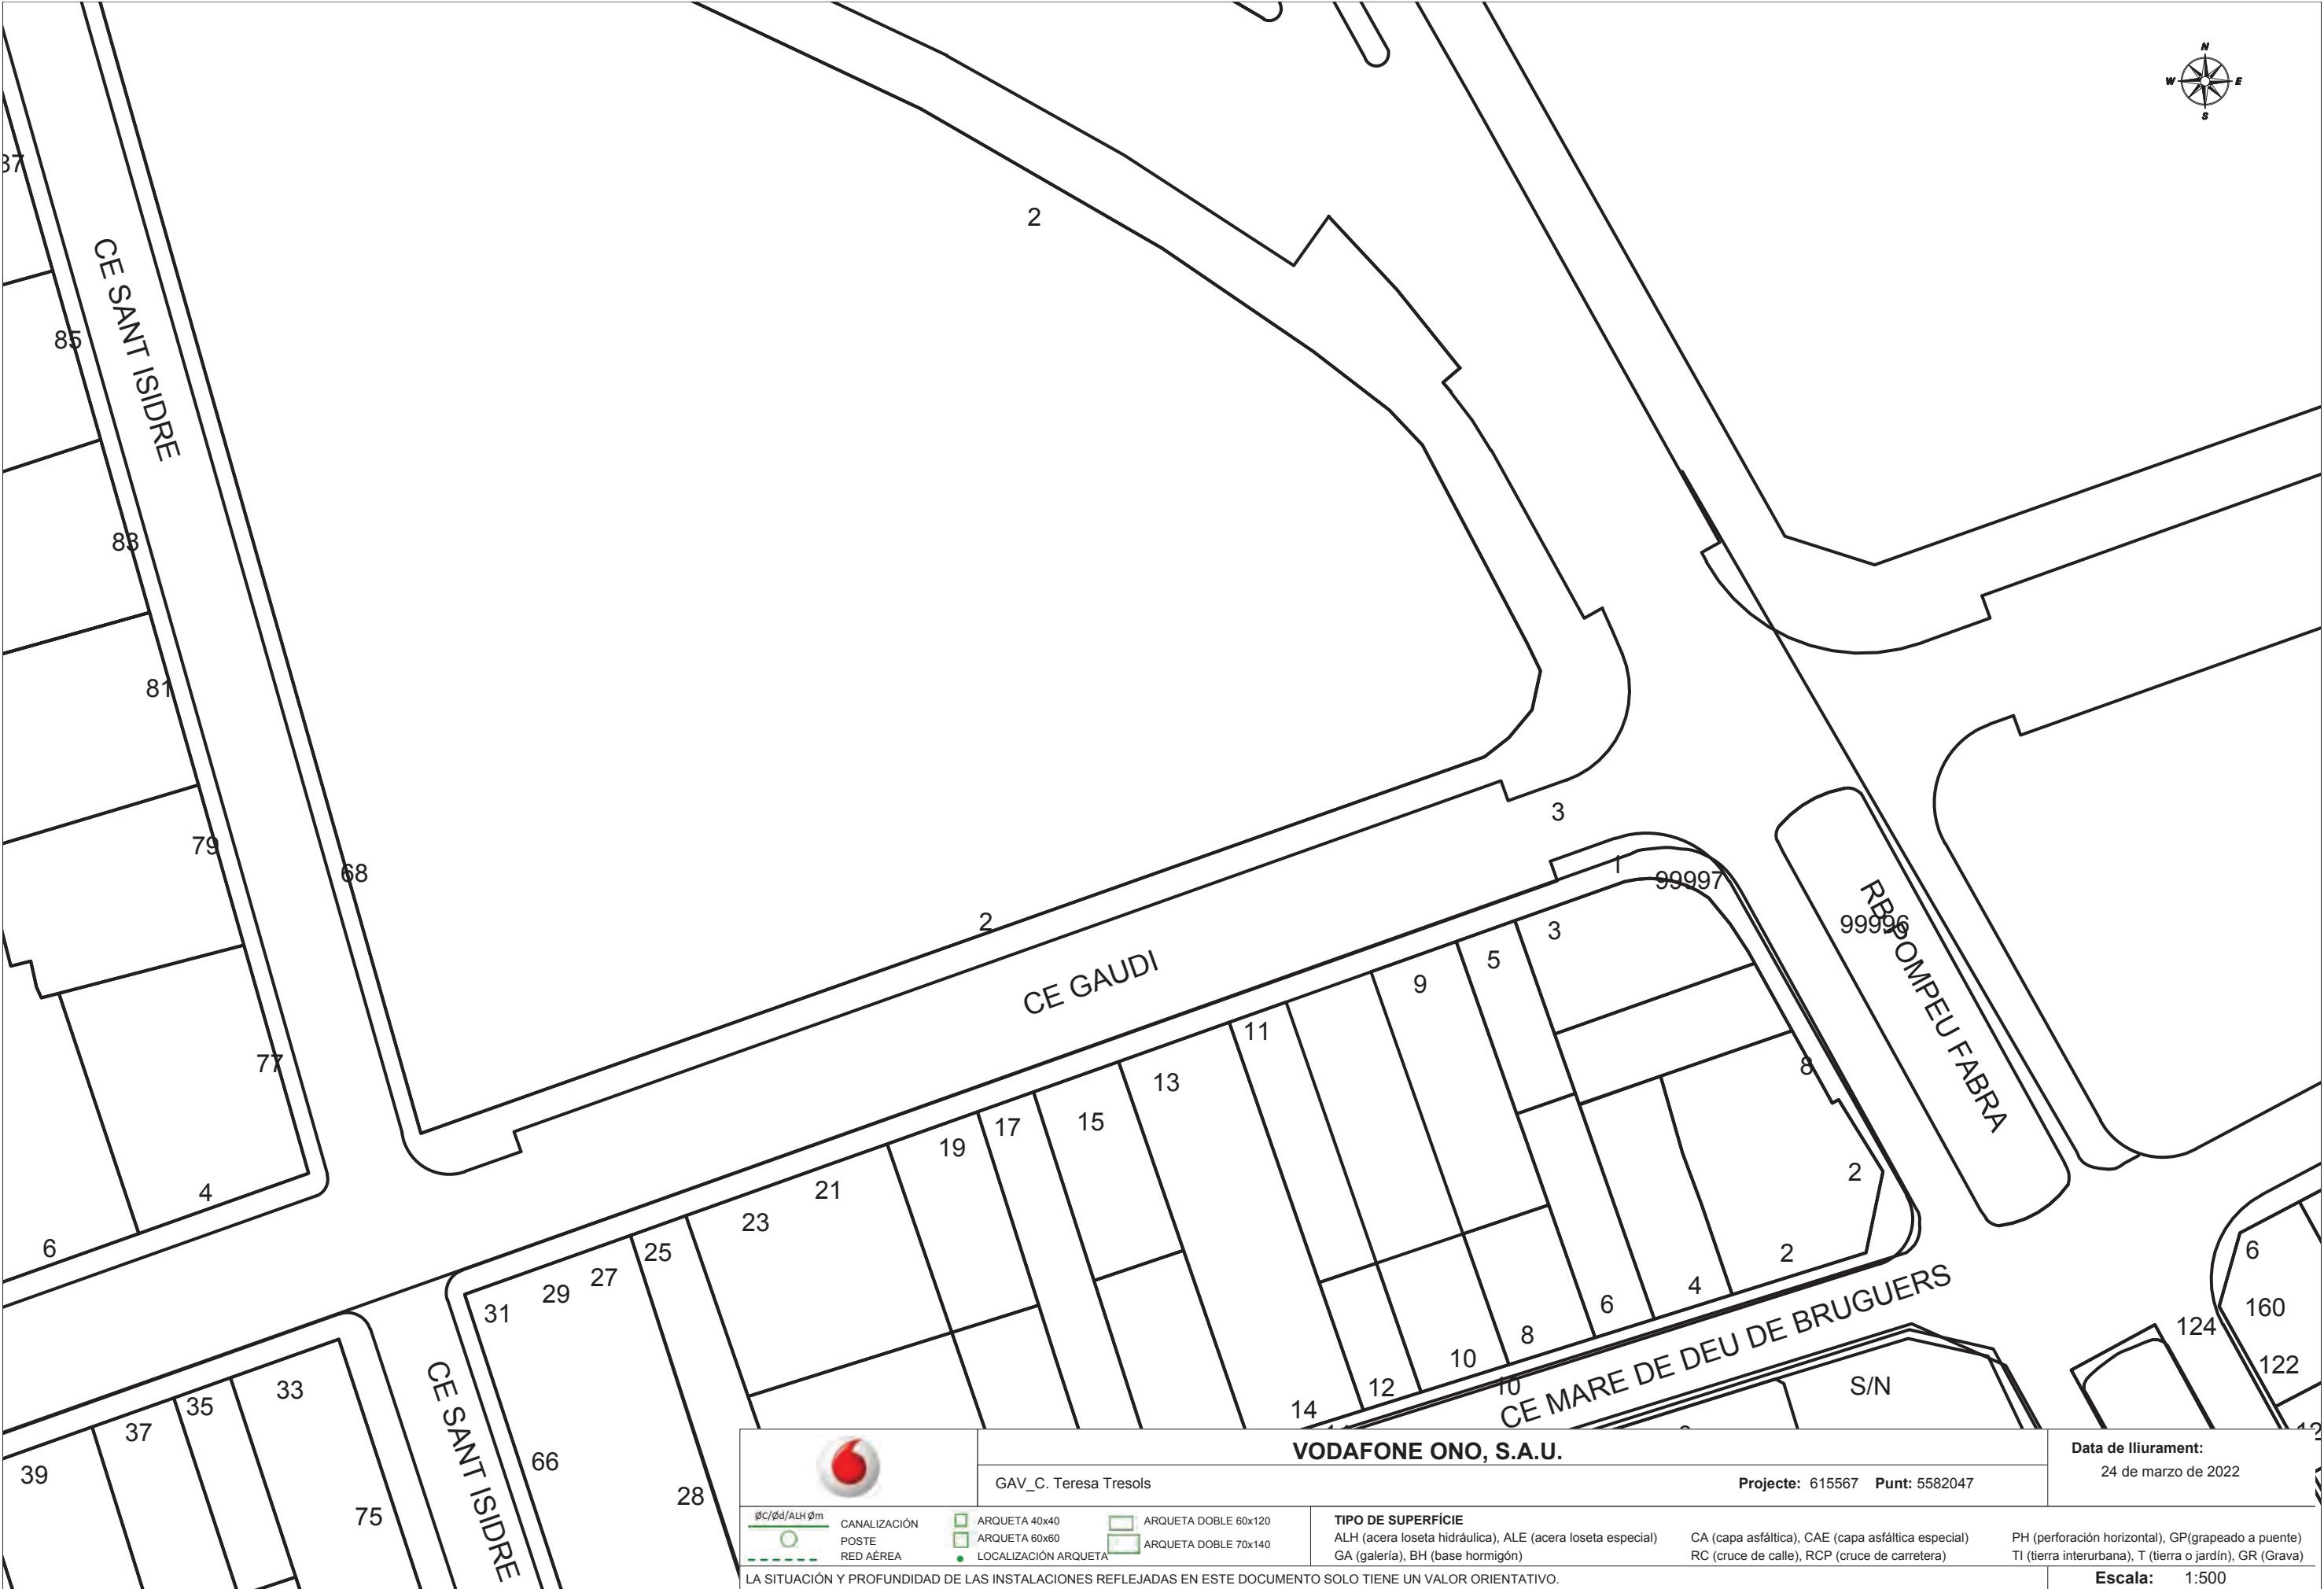 N
W E
S
87
2
CE SANT ISIDRE
85
83
81
79
68
3
2
1
99997
99996
RB POMPEU FABRA
CE GAUDI
3
5
9
11
13
15
17
19
21
23
25
27
29
31
77
4
6
8
2
2
4
6
8
10
12
14
10
CE MARE DE DEU DE BRUGUERS
S/N
6
160
124
122
33
35
37
39
75
CE SANT ISIDRE
66
28
VODAFONE ONO, S.A.U.
GAV_C. Teresa Tresols
Projecte: 615567 Punt: 5582047
Data de lliurament:
24 de marzo de 2022
ØC/Ød/ALH Øm
CANALIZACIÓN
POSTE
RED AÉREA
ARQUETA 40x40
ARQUETA 60x60
LOCALIZACIÓN ARQUETA
ARQUETA DOBLE 60x120
ARQUETA DOBLE 70x140
TIPO DE SUPERFÍCIE
ALH (acera loseta hidráulica), ALE (acera loseta especial)
GA (galería), BH (base hormigón)
CA (capa asfáltica), CAE (capa asfáltica especial)
RC (cruce de calle), RCP (cruce de carretera)
PH (perforación horizontal), GP(grapeado a puente)
TI (tierra interurbana), T (tierra o jardín), GR (Grava)
LA SITUACIÓN Y PROFUNDIDAD DE LAS INSTALACIONES REFLEJADAS EN ESTE DOCUMENTO SOLO TIENE UN VALOR ORIENTATIVO.
Escala: 1:500